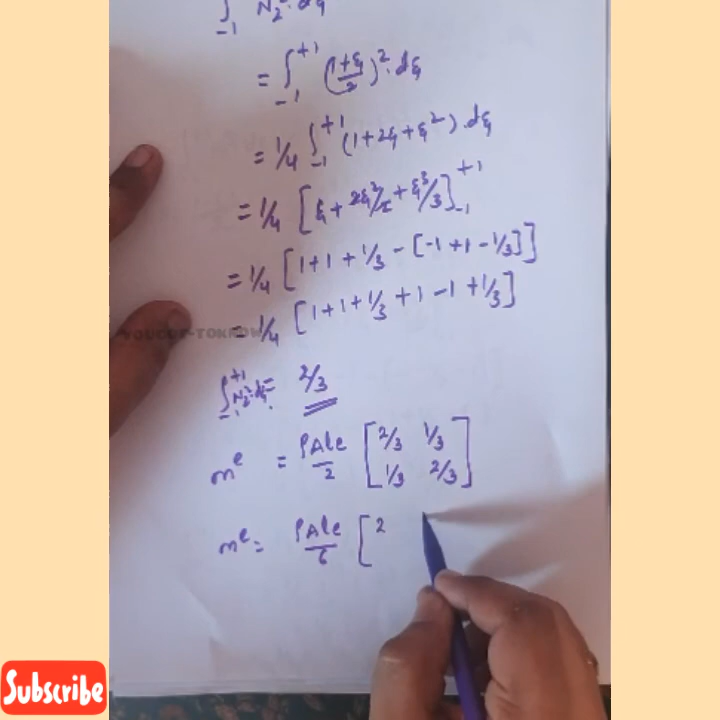 ∫₋₁ N₂². dξ
= ∫₋₁⁺¹ (1+ξ/2)². dξ
= 1/4 ∫₋₁⁺¹ (1+2ξ+ξ²). dξ
= 1/4 [ξ + 2ξ²/2 + ξ³/3]₋₁⁺¹
= 1/4 [1+1+1/3 - [-1+1-1/3]]
= 1/4 [1+1+1/3+1-1+1/3]
∫₋₁⁺¹ N₂². dξ = 2/3
mᵉ = ρAle/2 [2/3 1/3
1/3 2/3]
mᵉ = ρAle/6 [2
Subscribe